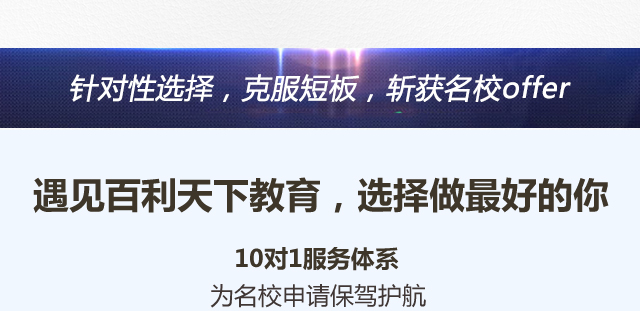 针对性选择，克服短板，斩获名校offer
遇见百利天下教育，选择做最好的你
10对1服务体系
为名校申请保驾护航